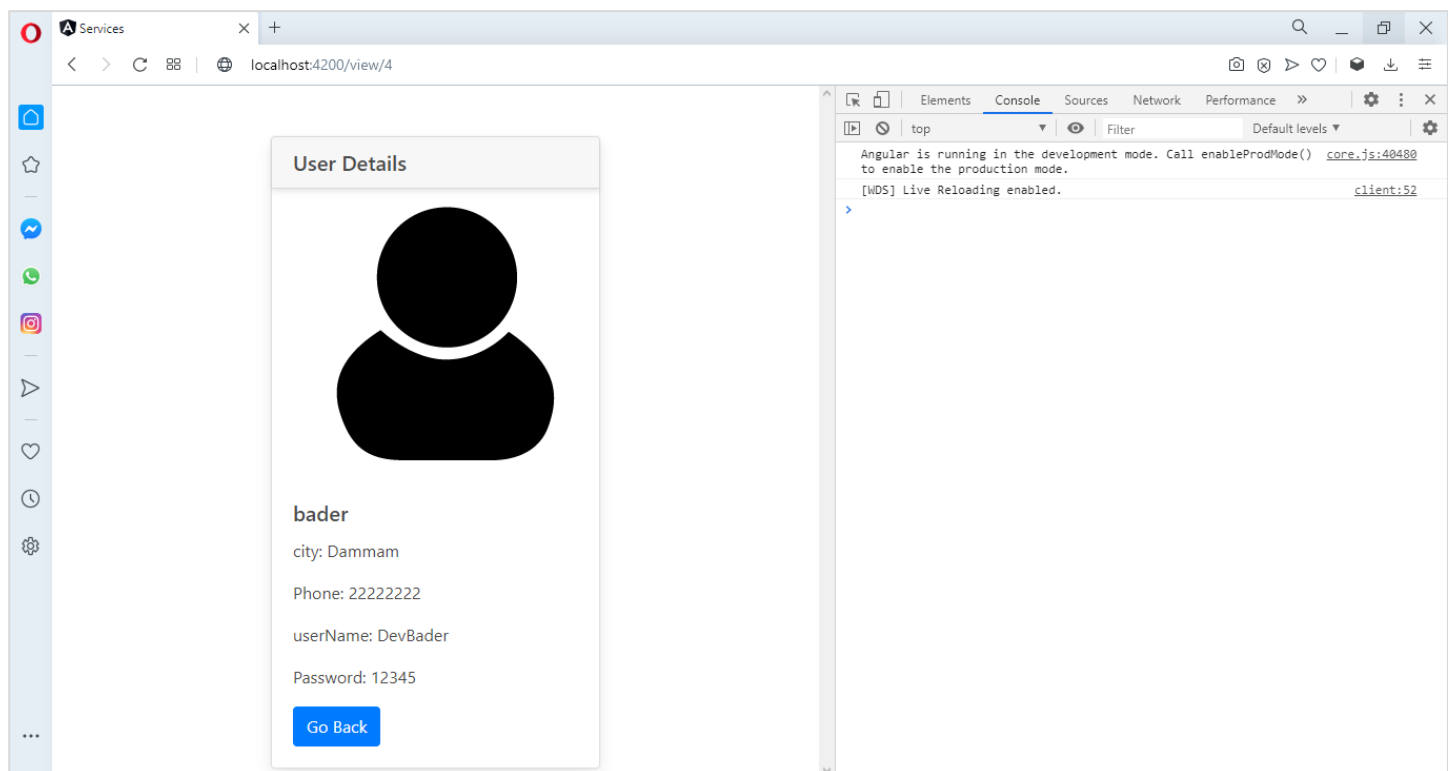 Services
localhost:4200/view/4
Elements Console Sources Network Performance »
top Filter Default levels ▼
Angular is running in the development mode. Call enableProdMode() core.js:40480
to enable the production mode.
[WDS] Live Reloading enabled. client:52
User Details
bader
city: Dammam
Phone: 22222222
userName: DevBader
Password: 12345
Go Back